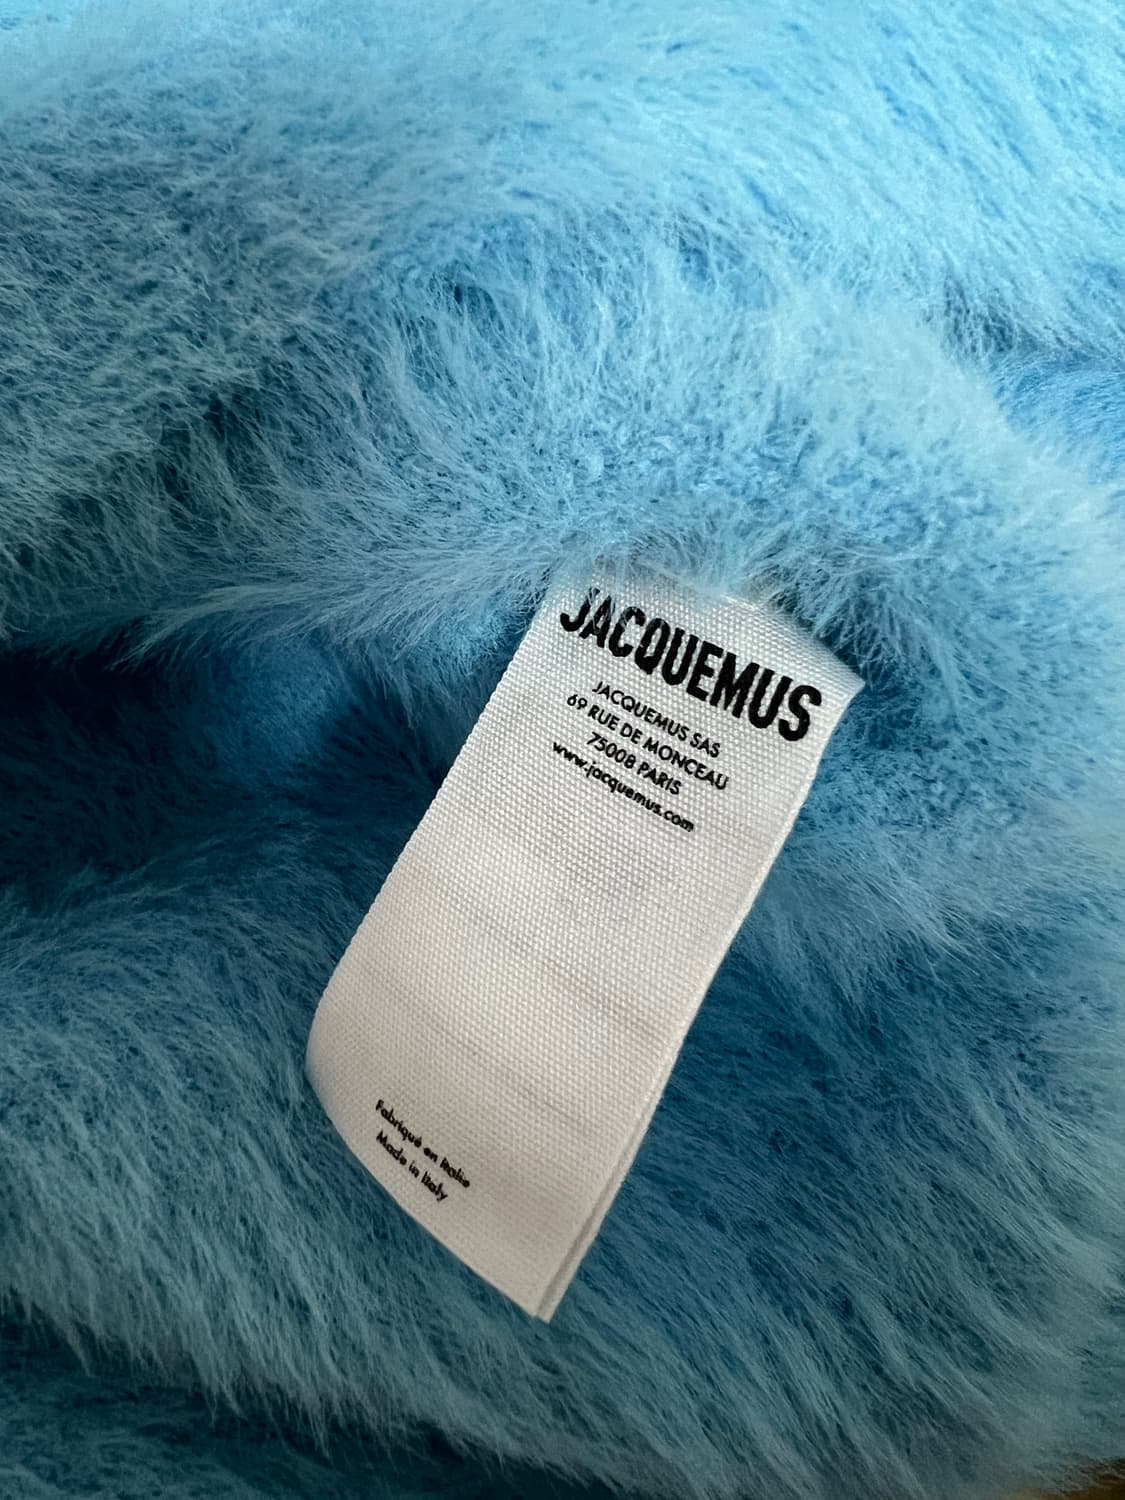 JACQUEMUS
JACQUEMUS SAS
69 RUE DE MONCEAU
75008 PARIS
www.jacquemus.com
Fabriqué en Italie
Made in Italy